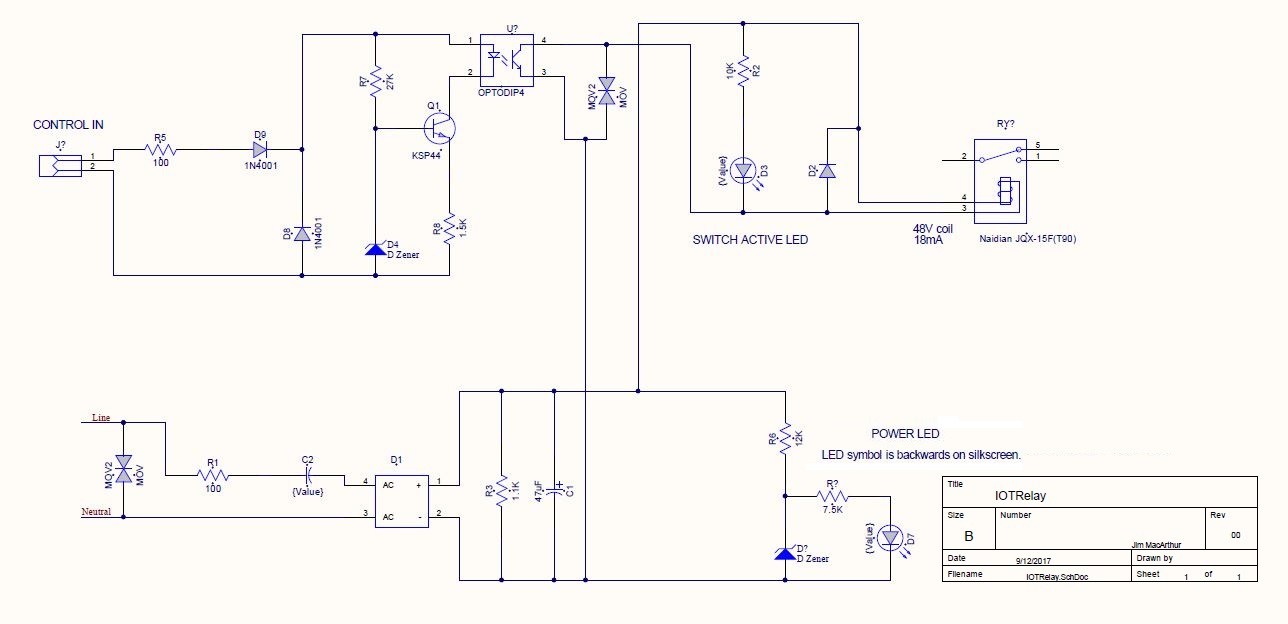 CONTROL IN
J?
1
2
R5
100
D9
1N4001
D8
1N4001
R7
27K
Q1
KSP44
D4
D Zener
R8
1.5K
U?
1
2
4
3
OPTODIP4
MOV2
MOV
10K
R2
{Value}
D3
D2
SWITCH ACTIVE LED
RY?
2
5
1
4
3
48V coil
18mA
Naidian JQX-15F(T90)
Line
Neutral
MOV2
MOV
R1
100
C2
{Value}
D1
4
AC
+
1
3
AC
-
2
R3
1.1K
47uF
+
C1
R6
12K
POWER LED
LED symbol is backwards on silkscreen.
R?
7.5K
D?
D Zener
{Value}
D7
Title
IOTRelay
Size
Number
Rev
B
00
Jim MacArthur
Date
9/12/2017
Drawn by
Filename
IOTRelay.SchDoc
Sheet 1 of 1